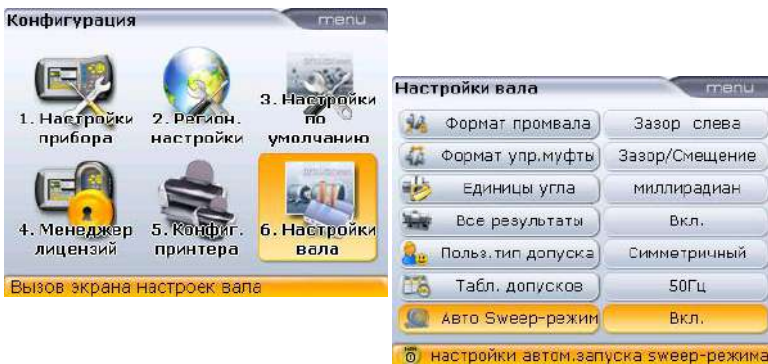 Конфигурация
menu
1. Настройки
прибора
2. Регион.
настройки
3. Настройки
по
умолчанию
4. Менеджер
лицензий
5. Конфиг.
принтера
6. Настройки
вала
Вызов экрана настроек вала
Настройки вала
menu
Формат промвала Зазор слева
Формат упр.муфты Зазор/Смещение
Единицы угла миллирадиан
Все результаты Вкл.
Польз.тип допуска Симметричный
Табл. допусков 50Гц
Авто Sweep-режим Вкл.
настройки автом.запуска sweep-режима